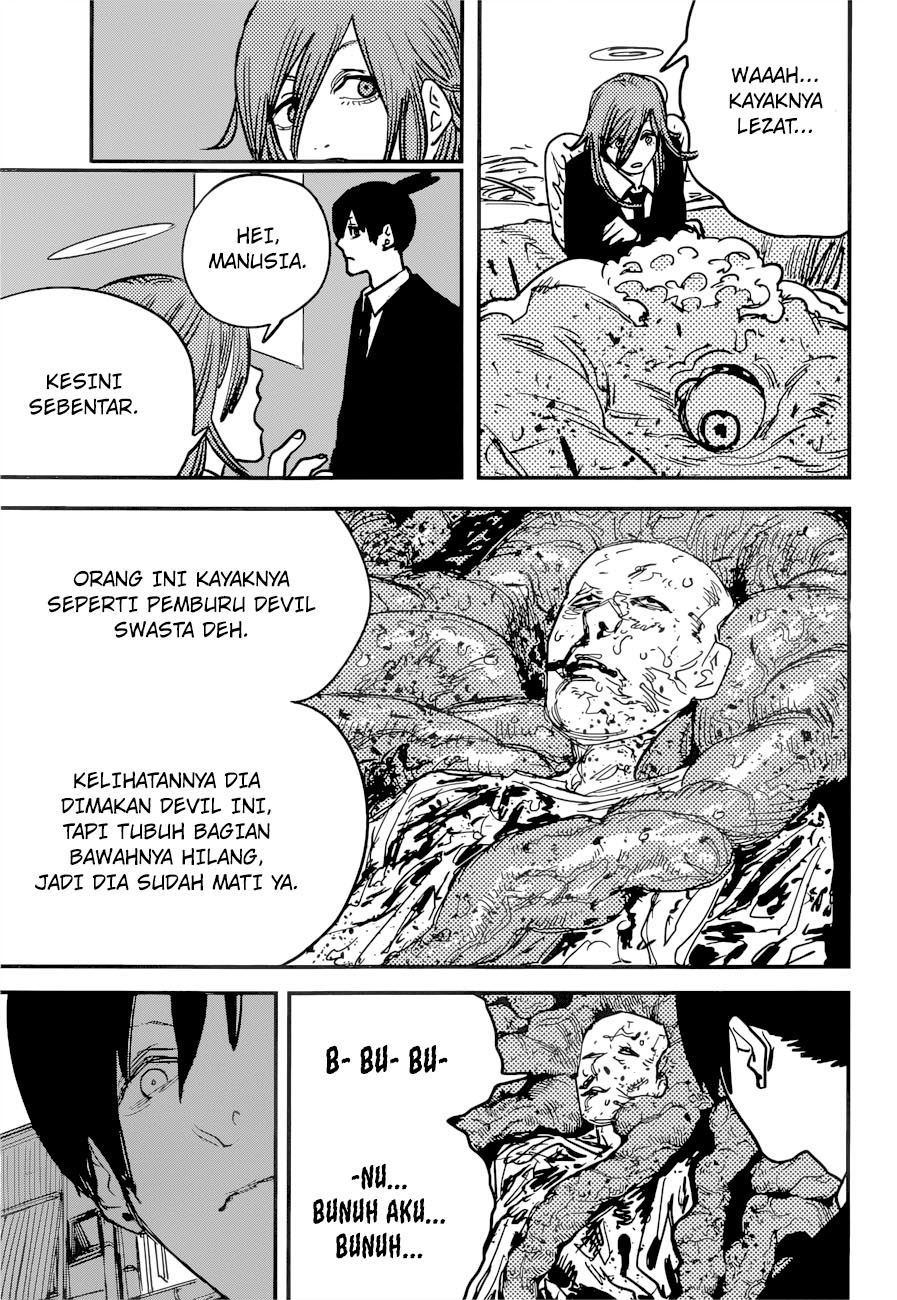 WAAAH...
KAYAKNYA
LEZAT...
HEI,
MANUSIA.
KESINI
SEBENTAR.
ORANG INI KAYAKNYA
SEPERTI PEMBURU DEVIL
SWASTA DEH.
KELIHATANNYA DIA
DIMAKAN DEVIL INI,
TAPI TUBUH BAGIAN
BAWAHNYA HILANG,
JADI DIA SUDAH MATI YA.
B- BU- BU-
-NU...
BUNUH AKU...
BUNUH...